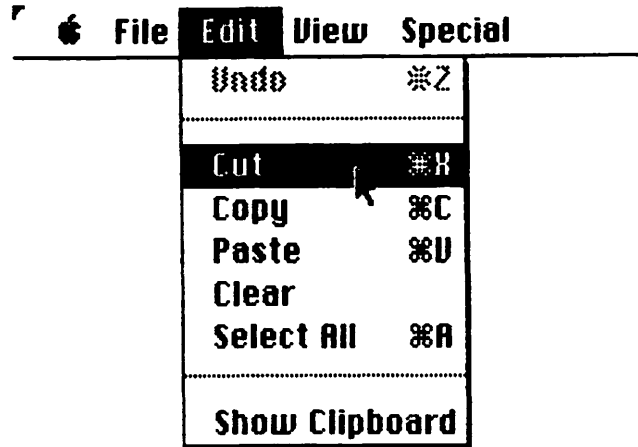 File Edit View Special
Undo ⌘Z
Cut ⌘X
Copy ⌘C
Paste ⌘V
Clear
Select All ⌘A
Show Clipboard